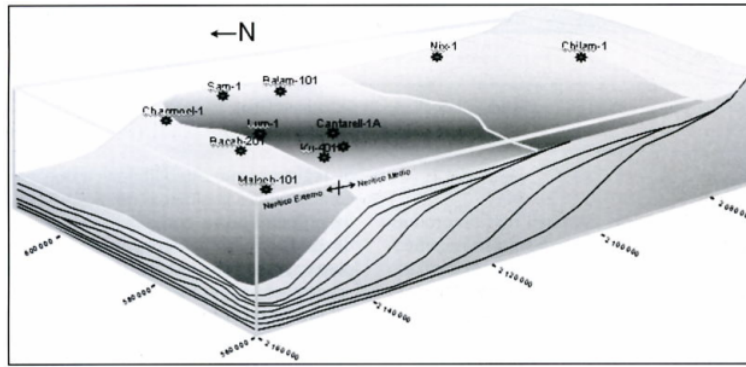 N
Nix-1
Chilam-1
Sam-1
Balam-101
Chacmool-1
Lum-1
Cantarell-1A
Bacab-201
Ku-401
Maloob-101
Nerítico Externo
Nerítico Medio
600 000
580 000
560 000
2 160 000
2 140 000
2 120 000
2 100 000
2 080 000